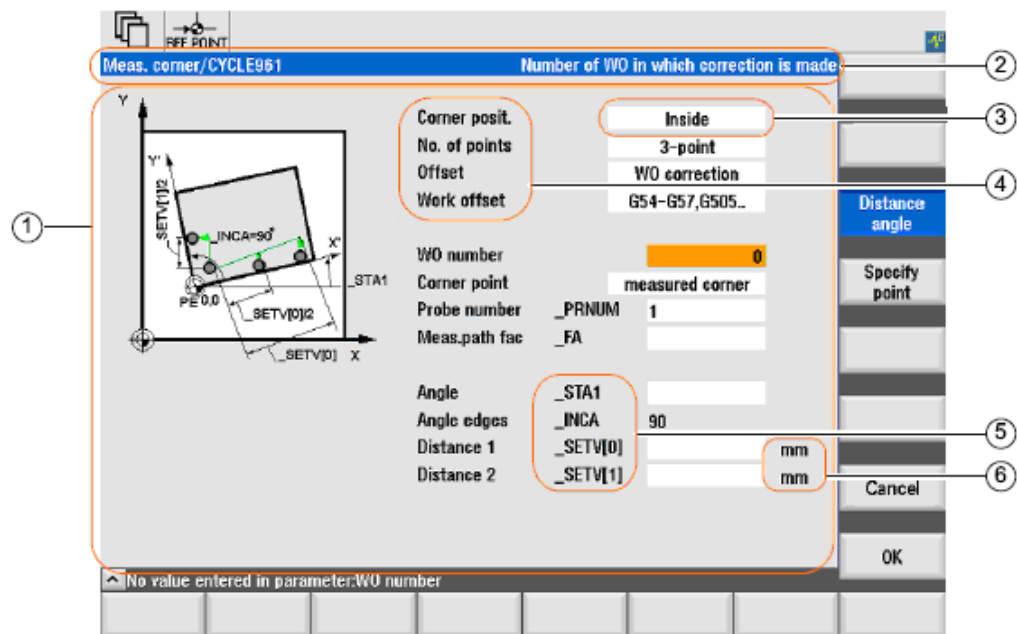 REF POINT
Meas. corner/CYCLE961 Number of WO in which correction is made
2
1
Y
Y'
_SETV[1]/2
_INCA=90°
X'
_STA1
PE 0,0
_SETV[0]/2
_SETV[0]
X
Corner posit. Inside
3
No. of points 3-point
Offset WO correction
4
Work offset G54-G57,G505..
Distance
angle
WO number 0
Specify
point
Corner point measured corner
Probe number _PRNUM 1
Meas.path fac _FA
Angle _STA1
Angle edges _INCA 90
5
Distance 1 _SETV[0] mm
Distance 2 _SETV[1] mm
6
Cancel
OK
No value entered in parameter:WO number